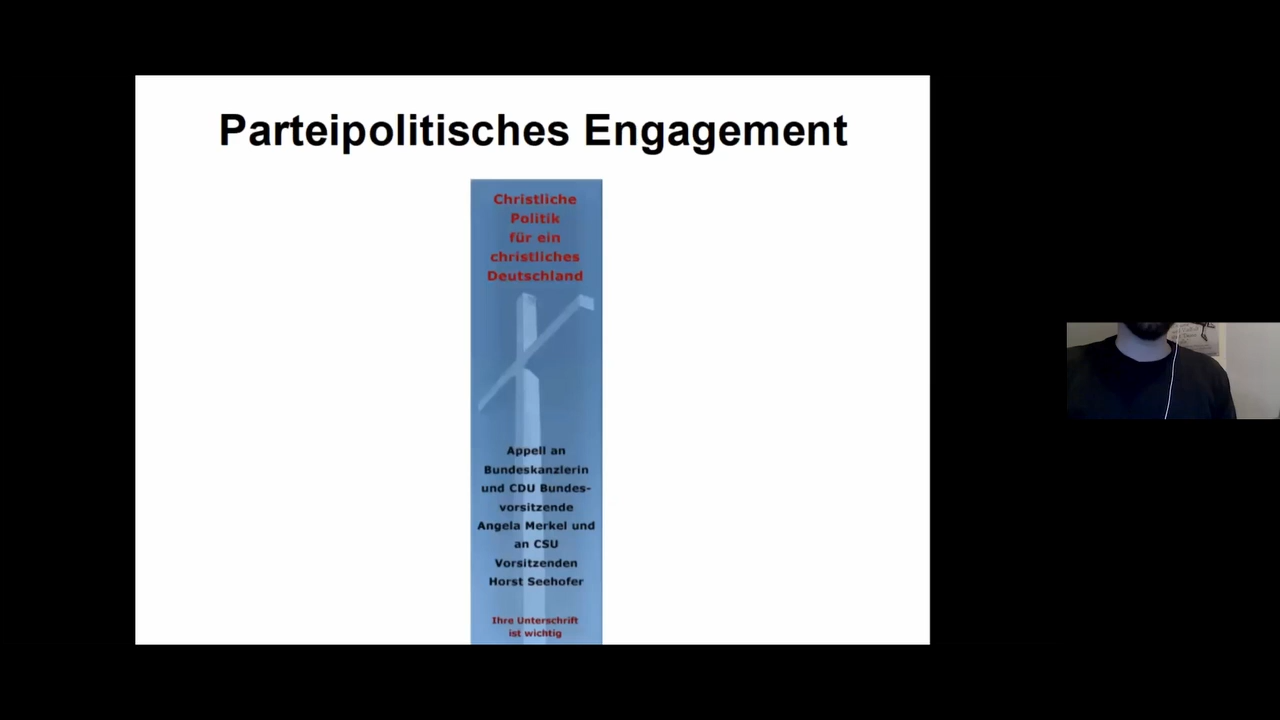 Parteipolitisches Engagement
Christliche
Politik
für ein
christliches
Deutschland
Appell an
Bundeskanzlerin
und CDU Bundes-
vorsitzende
Angela Merkel und
an CSU
Vorsitzenden
Horst Seehofer
Ihre Unterschrift
ist wichtig